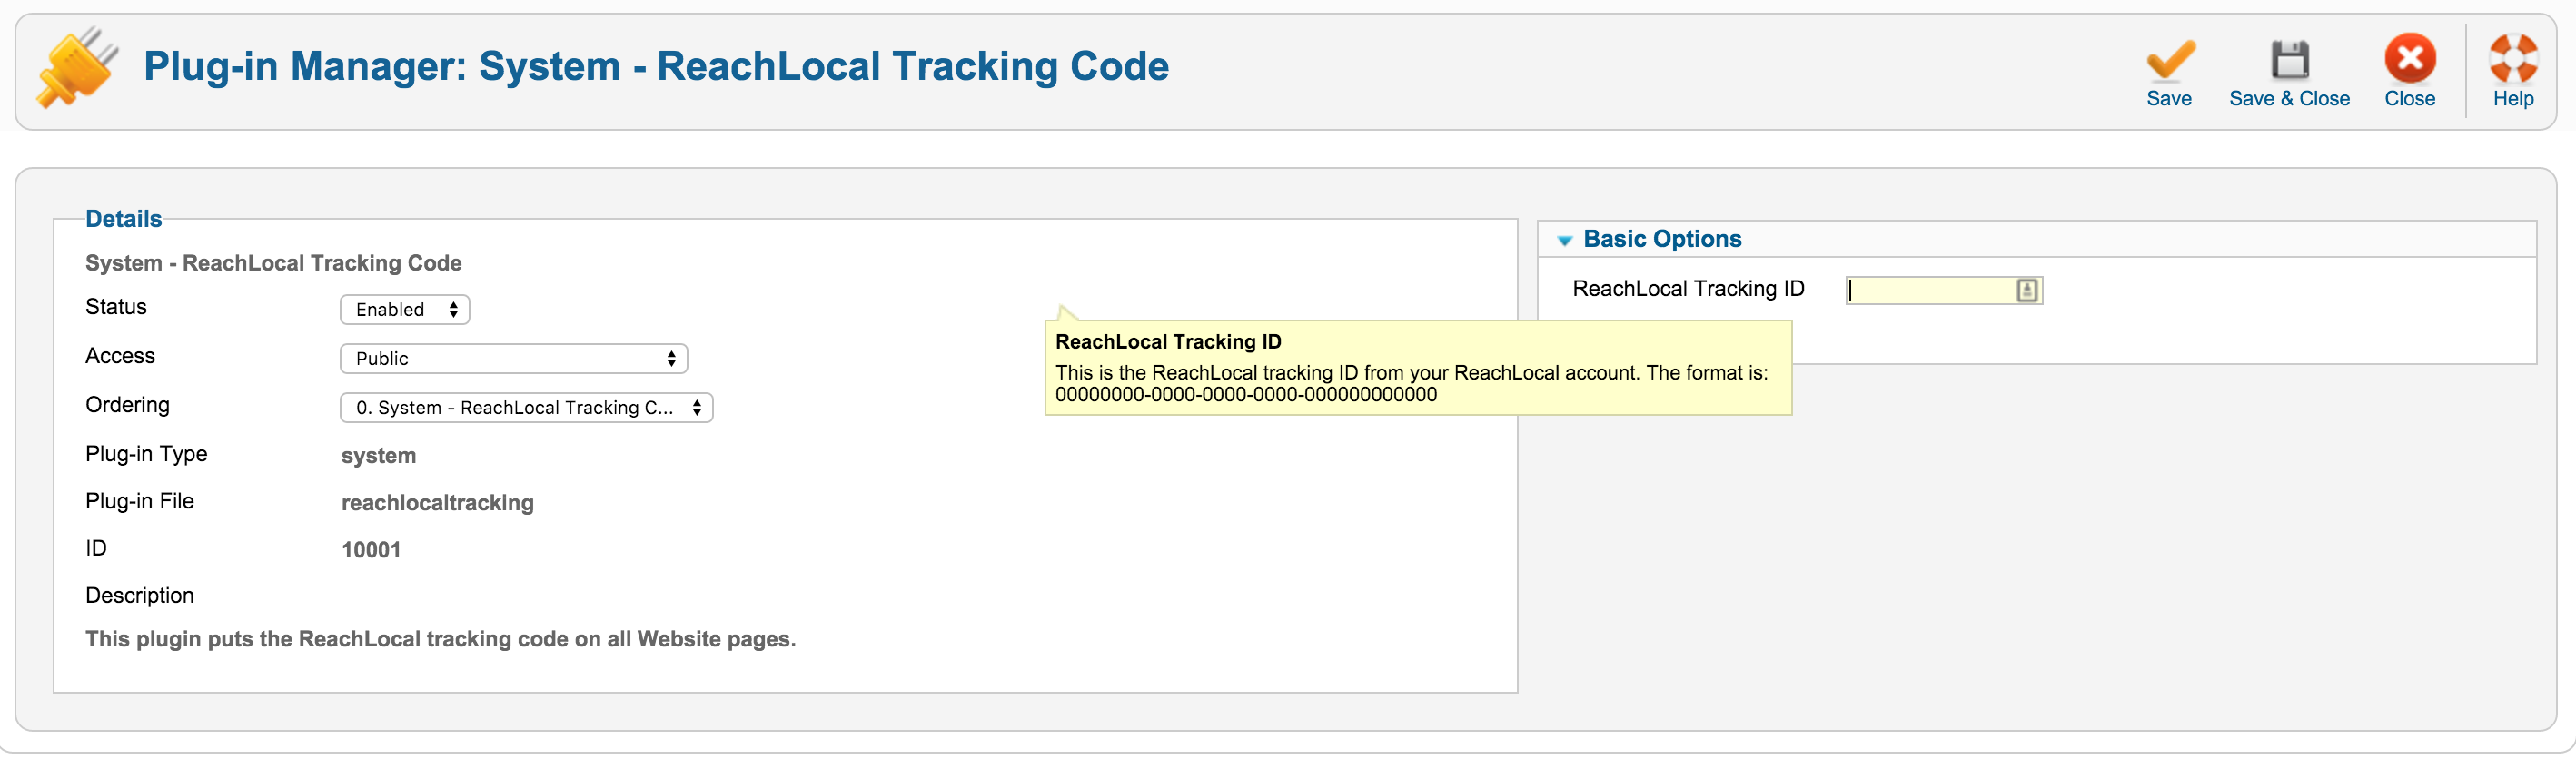 Plug-in Manager: System - ReachLocal Tracking Code
Save
Save & Close
Close
Help
Details
System - ReachLocal Tracking Code
Status
Enabled
Access
Public
Ordering
0. System - ReachLocal Tracking C...
Plug-in Type
system
Plug-in File
reachlocaltracking
ID
10001
Description
This plugin puts the ReachLocal tracking code on all Website pages.
Basic Options
ReachLocal Tracking ID
ReachLocal Tracking ID
This is the ReachLocal tracking ID from your ReachLocal account. The format is:
00000000-0000-0000-0000-000000000000